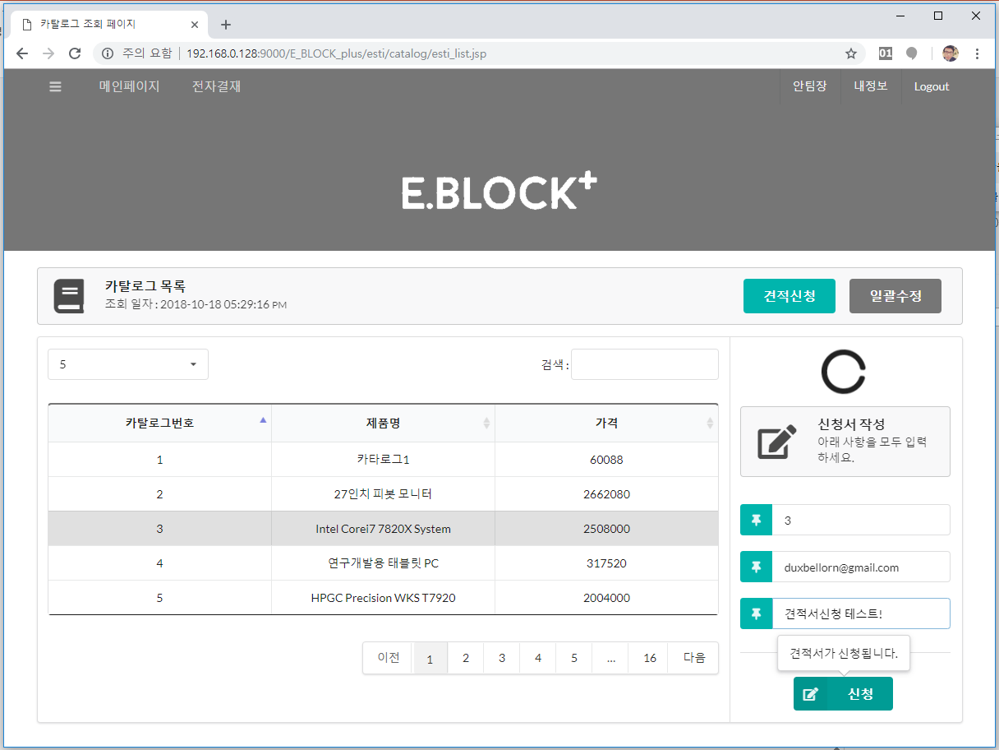 카탈로그 조회 페이지
주의 요함 | 192.168.0.128:9000/E_BLOCK_plus/esti/catalog/esti_list.jsp
01
메인페이지 전자결재 안팀장 내정보 Logout
E.BLOCK+
카탈로그 목록
조회 일자 : 2018-10-18 05:29:16 PM
견적신청 일괄수정
5 검색 :
카탈로그번호 제품명 가격
1 카타로그1 60088
2 27인치 피봇 모니터 2662080
3 Intel Corei7 7820X System 2508000
4 연구개발용 태블릿 PC 317520
5 HPGC Precision WKS T7920 2004000
이전 1 2 3 4 5 ... 16 다음
신청서 작성
아래 사항을 모두 입력
하세요.
3
duxbellorn@gmail.com
견적서신청 테스트!
견적서가 신청됩니다.
신청